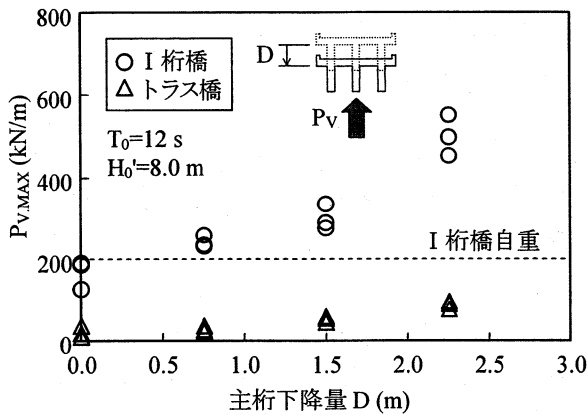 800
600
400
200
0
P_V,MAX (kN/m)
○ I 桁橋
△ トラス橋
T₀=12 s
H₀'=8.0 m
D
P_V
I 桁橋自重
0.0 0.5 1.0 1.5 2.0 2.5 3.0
主桁下降量 D (m)